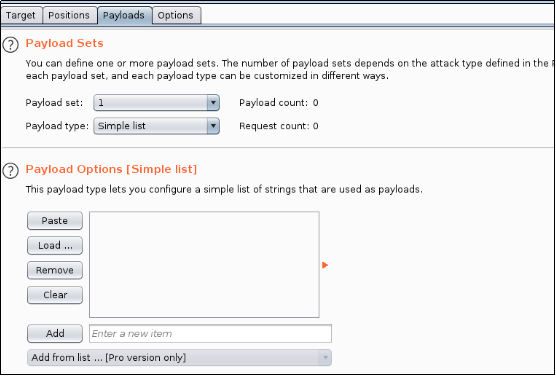 Target Positions Payloads Options
? Payload Sets
You can define one or more payload sets. The number of payload sets depends on the attack type defined in the
each payload set, and each payload type can be customized in different ways.
Payload set: 1 Payload count: 0
Payload type: Simple list Request count: 0
? Payload Options [Simple list]
This payload type lets you configure a simple list of strings that are used as payloads.
Paste
Load ...
Remove
Clear
Add Enter a new item
Add from list ... [Pro version only]